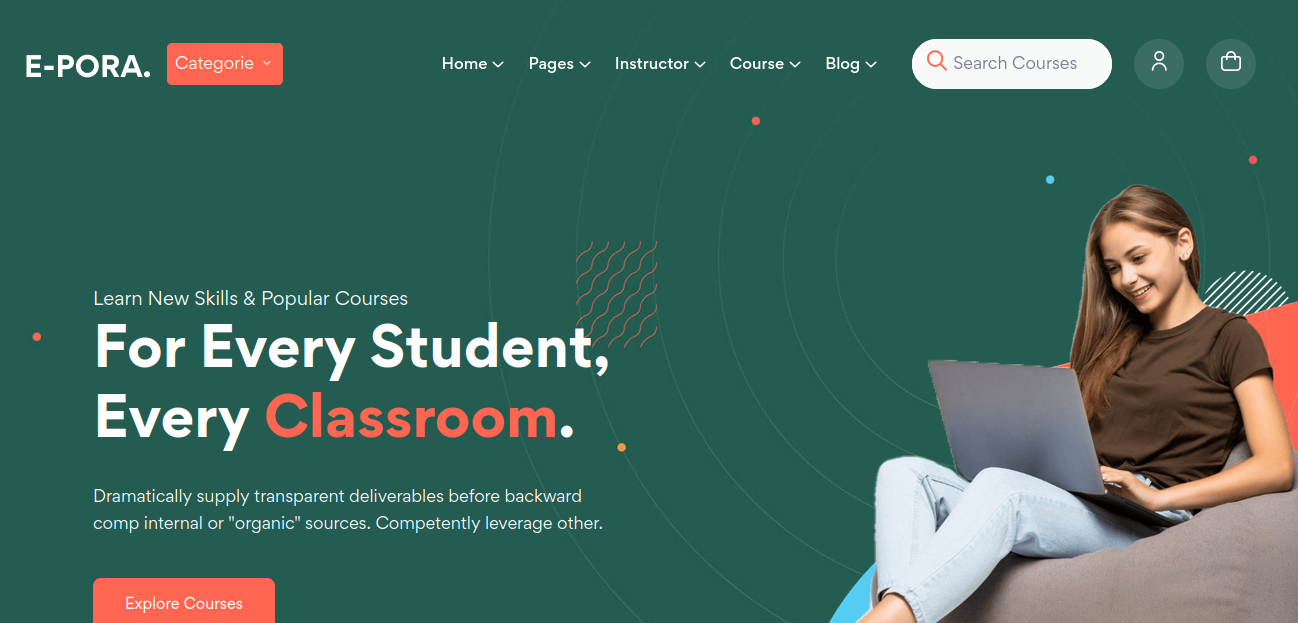 E-PORA.
Categorie
Home
Pages
Instructor
Course
Blog
Search Courses
Learn New Skills & Popular Courses
For Every Student,
Every Classroom.
Dramatically supply transparent deliverables before backward
comp internal or "organic" sources. Competently leverage other.
Explore Courses